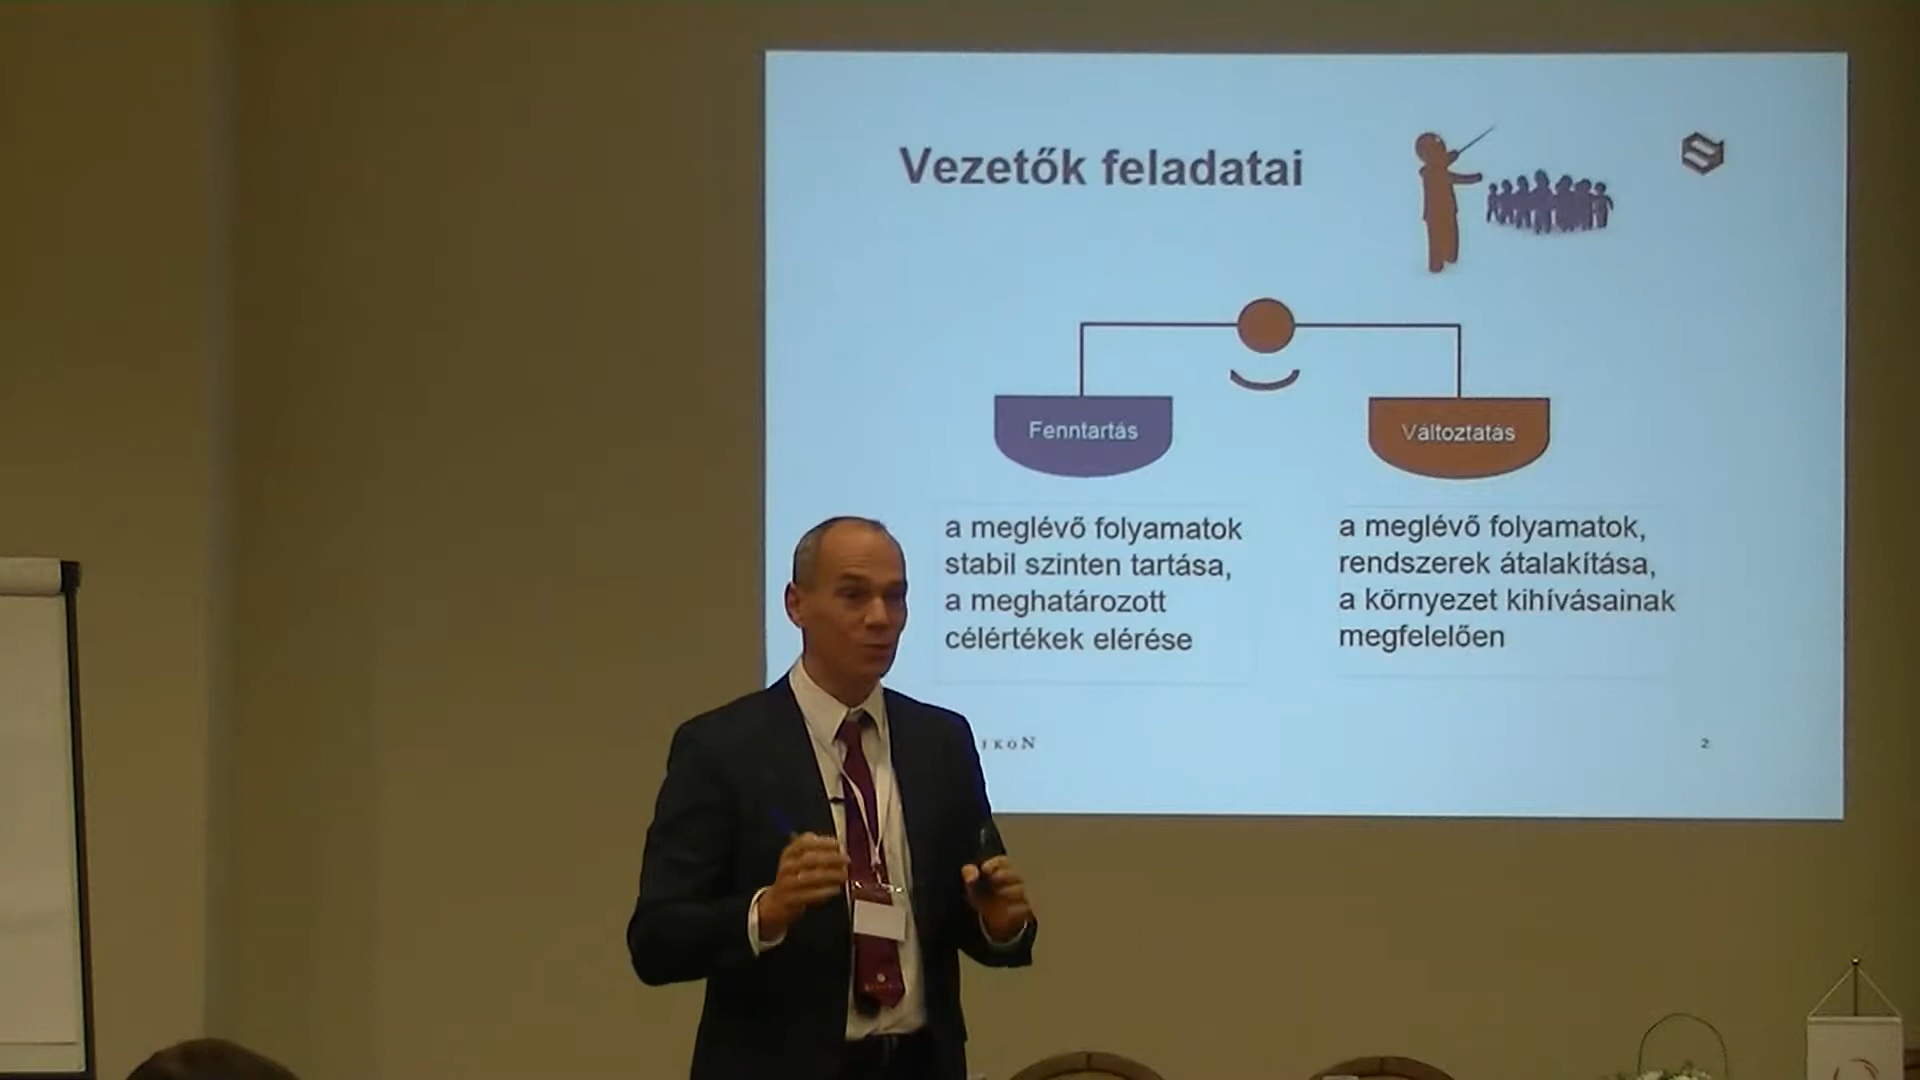 Vezetők feladatai
Fenntartás
Változtatás
a meglévő folyamatok
stabil szinten tartása,
a meghatározott
célértékek elérése
a meglévő folyamatok,
rendszerek átalakítása,
a környezet kihívásainak
megfelelően
2